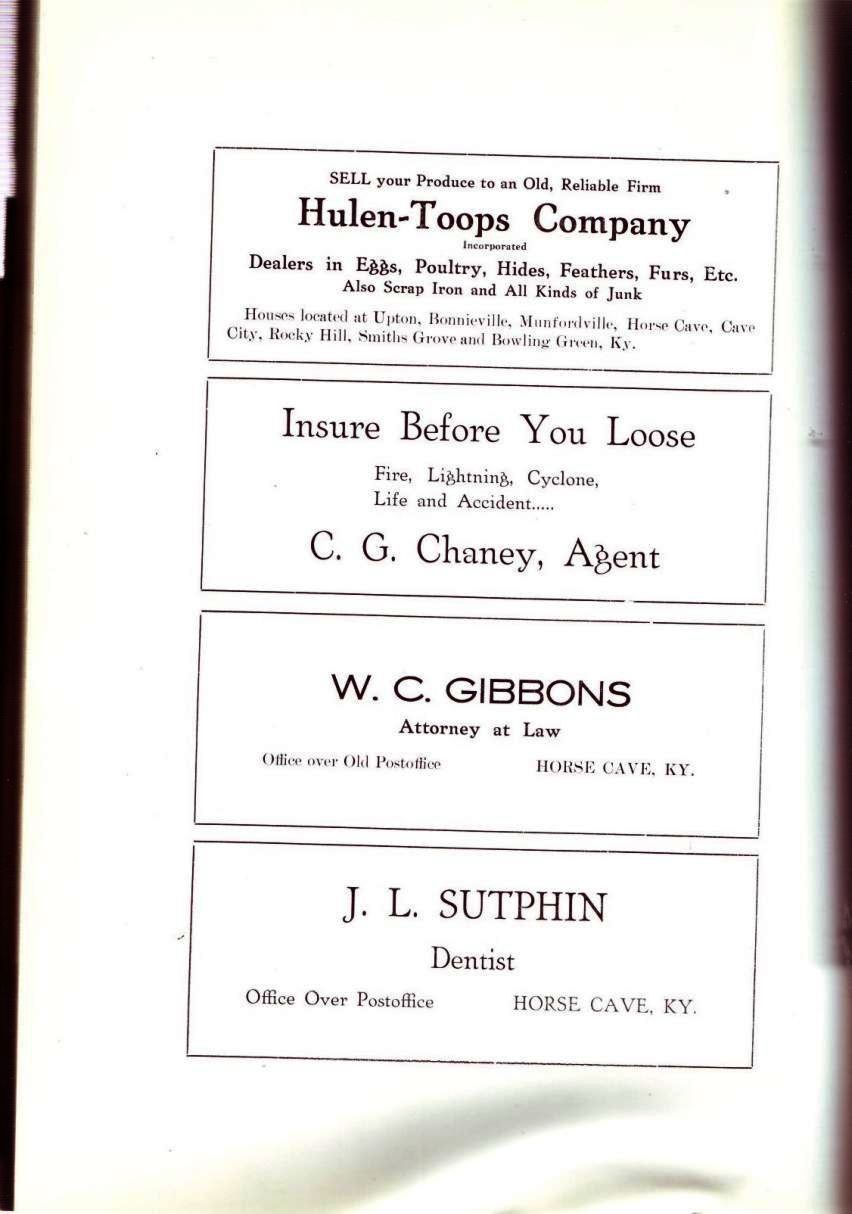 SELL your Produce to an Old, Reliable Firm
Hulen-Toops Company
Incorporated
Dealers in Eggs, Poultry, Hides, Feathers, Furs, Etc.
Also Scrap Iron and All Kinds of Junk
Houses located at Upton, Bonnieville, Munfordville, Horse Cave, Cave
City, Rocky Hill, Smiths Grove and Bowling Green, Ky.
Insure Before You Loose
Fire, Lightning, Cyclone,
Life and Accident.....
C. G. Chaney, Agent
W. C. GIBBONS
Attorney at Law
Office over Old Postoffice HORSE CAVE, KY.
J. L. SUTPHIN
Dentist
Office Over Postoffice HORSE CAVE, KY.